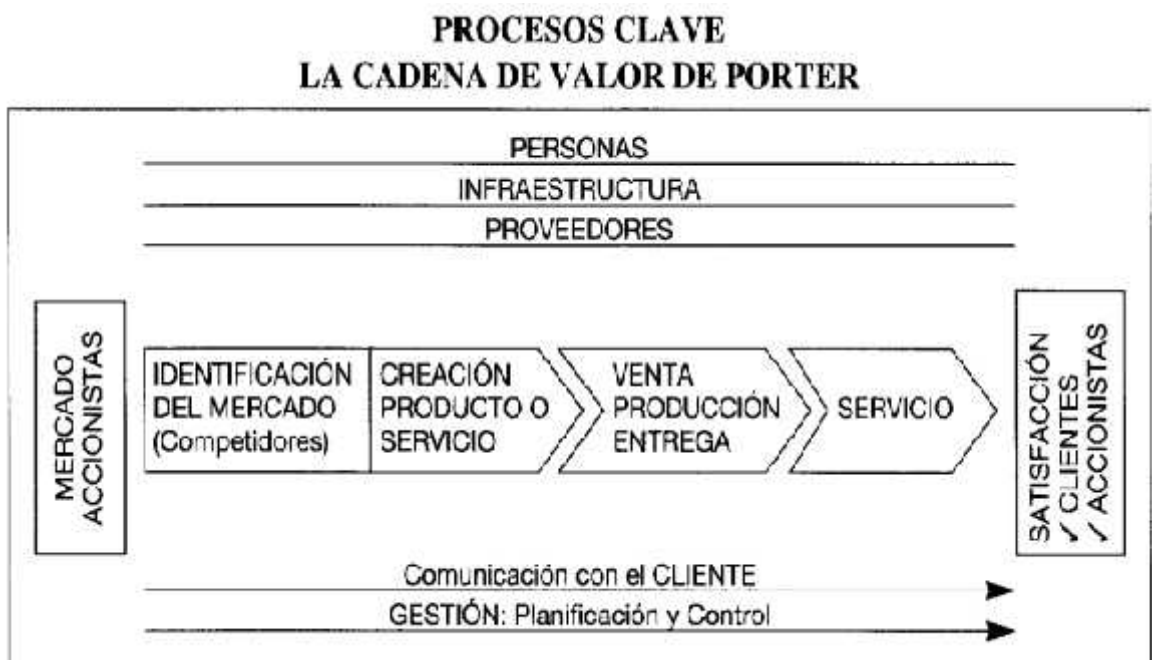 PROCESOS CLAVE
LA CADENA DE VALOR DE PORTER
PERSONAS
INFRAESTRUCTURA
PROVEEDORES
MERCADO
ACCIONISTAS
IDENTIFICACIÓN
DEL MERCADO
(Competidores)
CREACIÓN
PRODUCTO O
SERVICIO
VENTA
PRODUCCIÓN
ENTREGA
SERVICIO
SATISFACCIÓN
✓ CLIENTES
✓ ACCIONISTAS
Comunicación con el CLIENTE
GESTIÓN: Planificación y Control